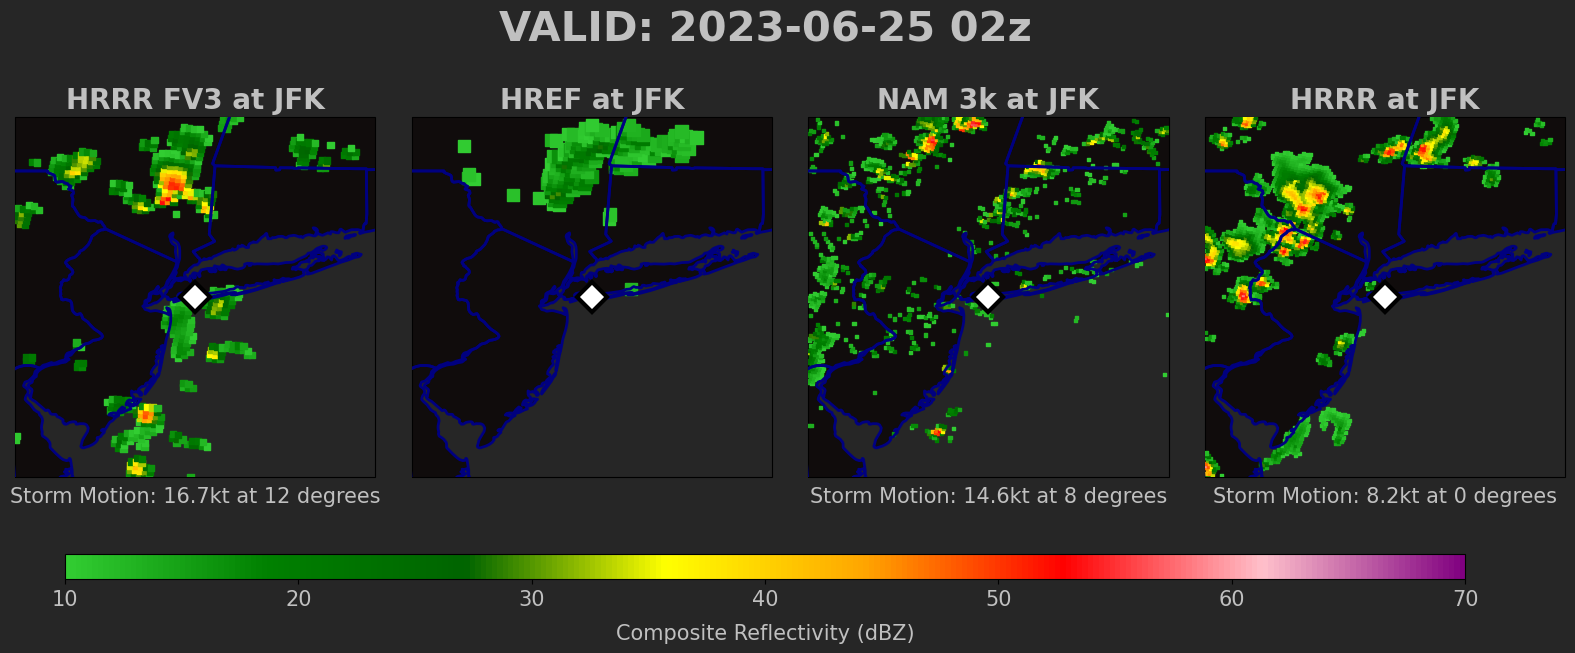 VALID: 2023-06-25 02z
HRRR FV3 at JFK
HREF at JFK
NAM 3k at JFK
HRRR at JFK
Storm Motion: 16.7kt at 12 degrees
Storm Motion: 14.6kt at 8 degrees
Storm Motion: 8.2kt at 0 degrees
10 20 30 40 50 60 70
Composite Reflectivity (dBZ)